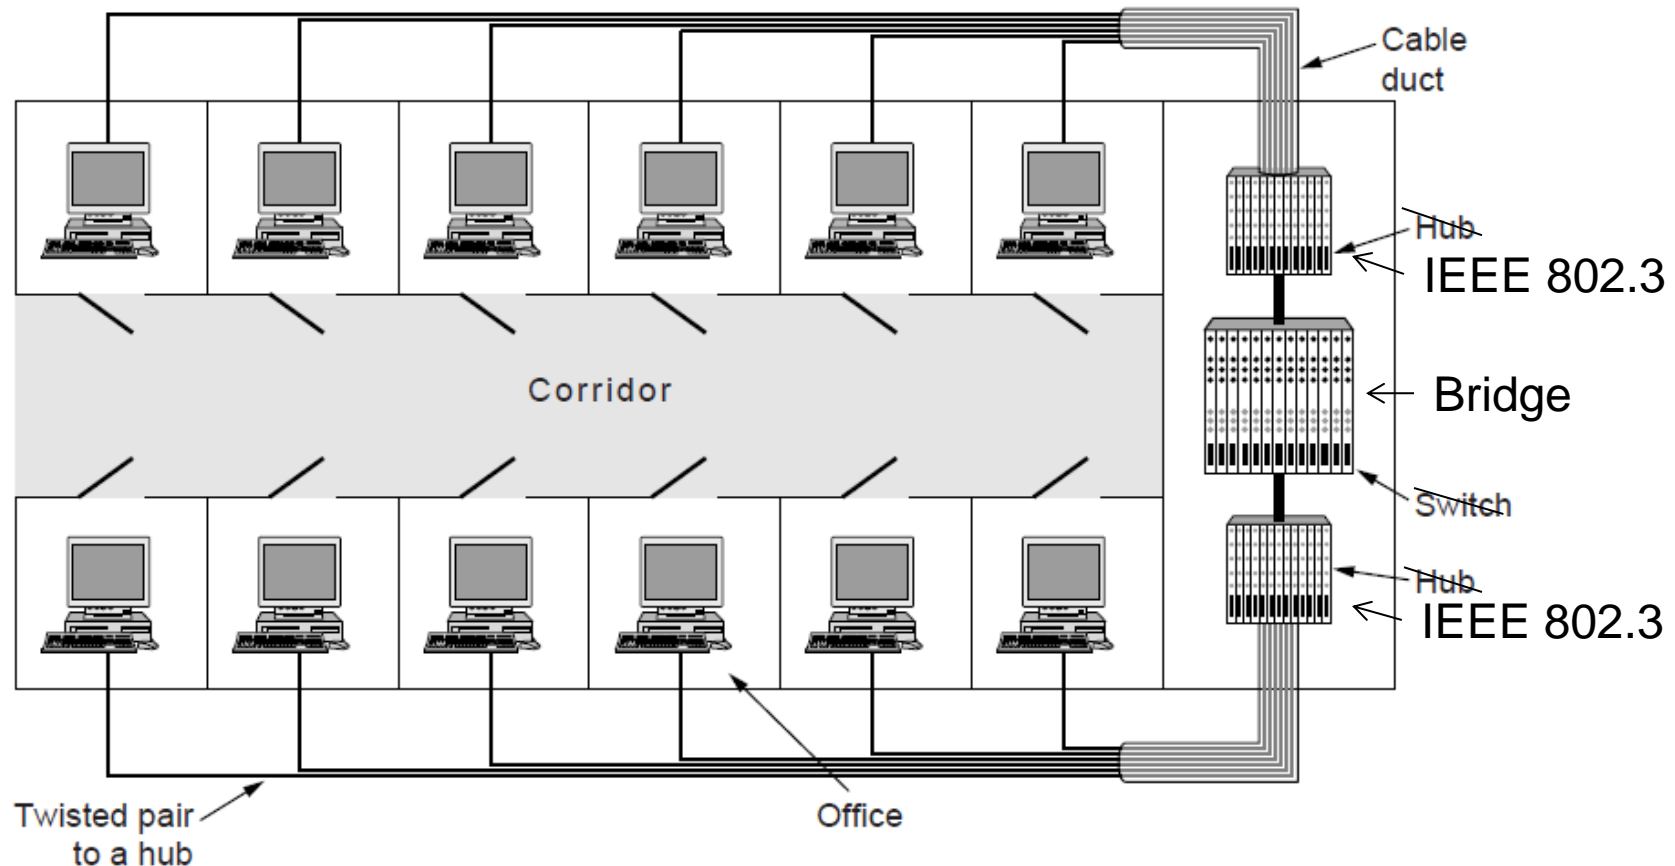 Cable
duct
Hub
IEEE 802.3
Corridor
Bridge
Switch
Hub
IEEE 802.3
Twisted pair
to a hub
Office